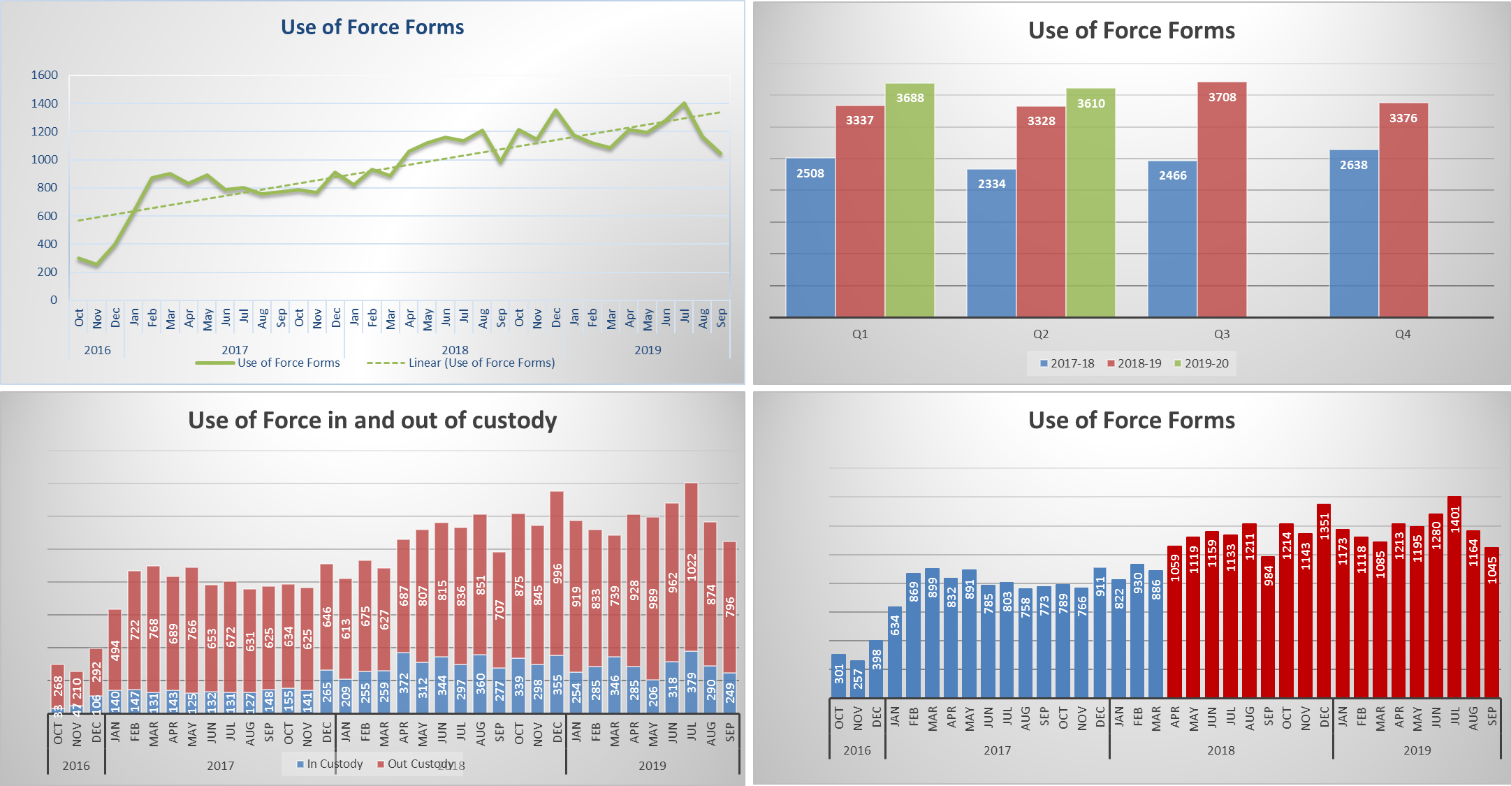 Use of Force Forms
1600
1400
1200
1000
800
600
400
200
0
Oct Nov Dec Jan Feb Mar Apr May Jun Jul Aug Sep Oct Nov Dec Jan Feb Mar Apr May Jun Jul Aug Sep Oct Nov Dec Jan Feb Mar Apr May Jun Jul Aug Sep
2016 2017 2018 2019
Use of Force Forms Linear (Use of Force Forms)
Use of Force Forms
2508 3337 3688 2334 3328 3610 2466 3708 2638 3376
Q1 Q2 Q3 Q4
2017-18 2018-19 2019-20
Use of Force in and out of custody
268 210 292 494 722 768 689 766 653 672 631 625 634 625 646 613 675 627 687 807 815 836 851 707 875 845 996 919 833 739 928 989 962 1022 874 796
33 47 106 140 147 131 143 125 132 131 127 148 155 141 265 209 255 259 372 312 344 297 360 277 339 298 355 254 285 346 285 206 318 379 290 249
OCT NOV DEC JAN FEB MAR APR MAY JUN JUL AUG SEP OCT NOV DEC JAN FEB MAR APR MAY JUN JUL AUG SEP OCT NOV DEC JAN FEB MAR APR MAY JUN JUL AUG SEP
2016 2017 2018 2019
In Custody Out Custody
Use of Force Forms
301 257 398 634 869 899 832 891 785 803 758 773 789 766 911 822 930 886 1059 1119 1159 1133 1211 984 1214 1143 1351 1173 1118 1085 1213 1195 1280 1401 1164 1045
OCT NOV DEC JAN FEB MAR APR MAY JUN JUL AUG SEP OCT NOV DEC JAN FEB MAR APR MAY JUN JUL AUG SEP OCT NOV DEC JAN FEB MAR APR MAY JUN JUL AUG SEP
2016 2017 2018 2019